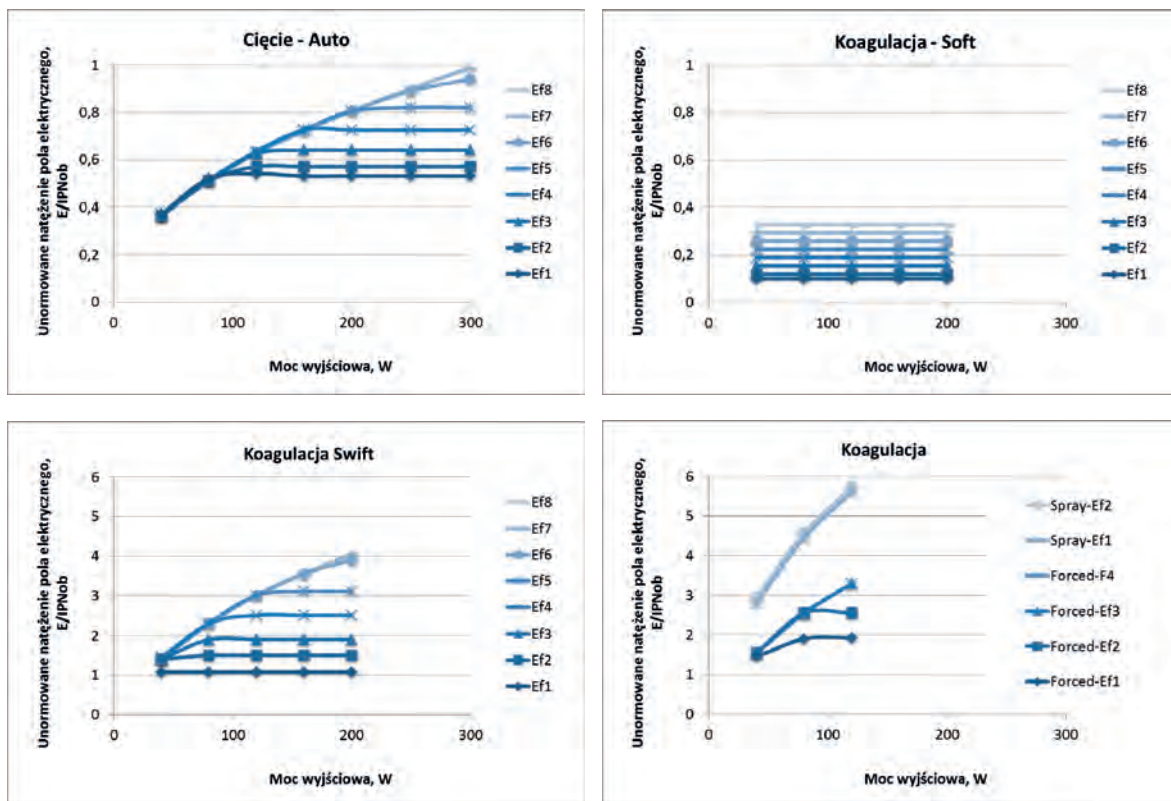 Cięcie - Auto
Unormowane natężenie pola elektrycznego,
E/IPNob
1
0,8
0,6
0,4
0,2
0
0
100
200
300
Moc wyjściowa, W
Ef8
Ef7
Ef6
Ef5
Ef4
Ef3
Ef2
Ef1
Koagulacja - Soft
Unormowane natężenie pola elektrycznego,
E/IPNob
1
0,8
0,6
0,4
0,2
0
0
100
200
300
Moc wyjściowa, W
Ef8
Ef7
Ef6
Ef5
Ef4
Ef3
Ef2
Ef1
Koagulacja Swift
Unormowane natężenie pola elektrycznego,
E/IPNob
6
5
4
3
2
1
0
0
100
200
300
Moc wyjściowa, W
Ef8
Ef7
Ef6
Ef5
Ef4
Ef3
Ef2
Ef1
Koagulacja
Unormowane natężenie pola elektrycznego,
E/IPNob
6
5
4
3
2
1
0
0
100
200
300
Moc wyjściowa, W
Spray-Ef2
Spray-Ef1
Forced-F4
Forced-Ef3
Forced-Ef2
Forced-Ef1